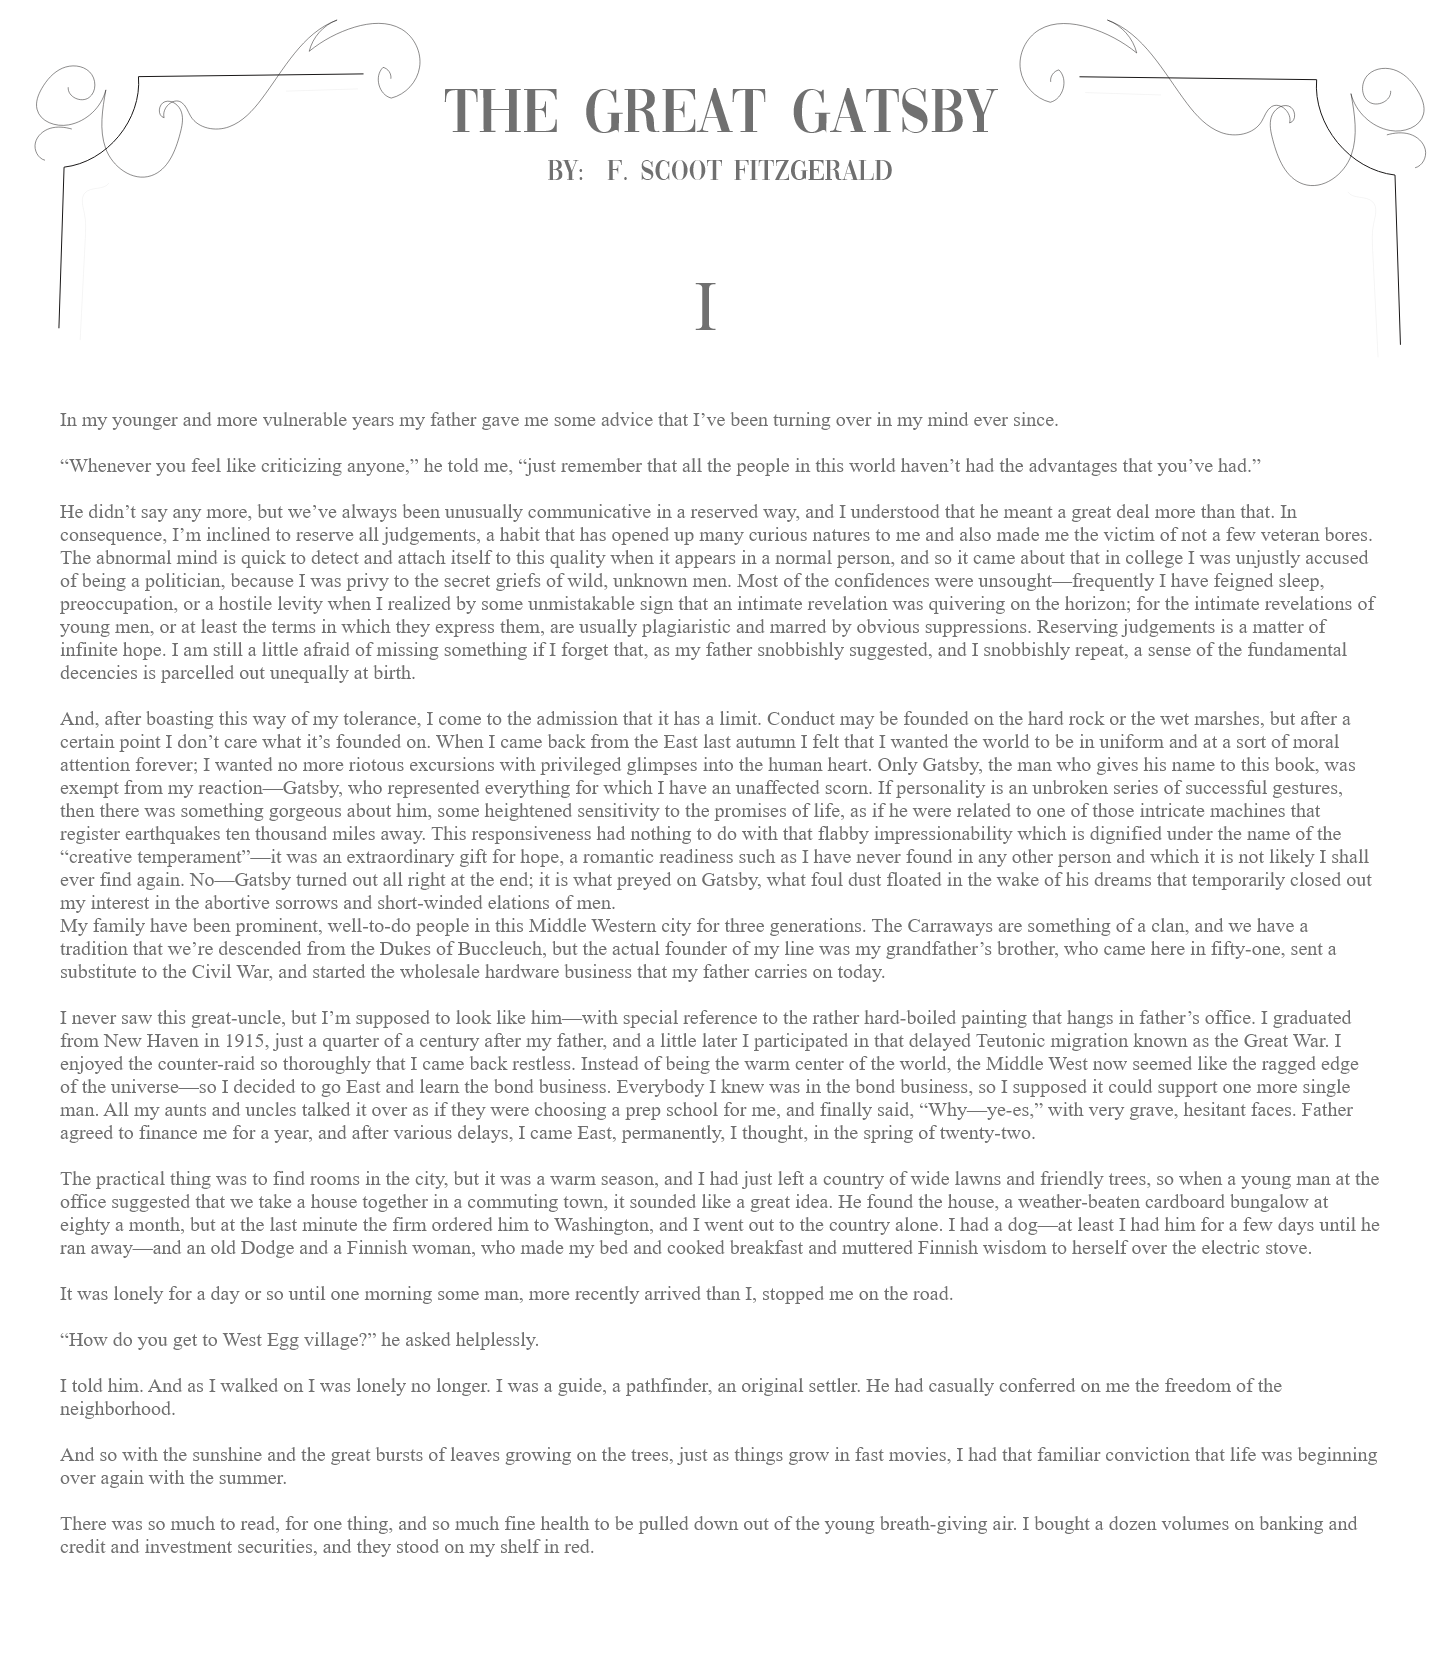 THE GREAT GATSBY
BY: F. SCOOT FITZGERALD
I
In my younger and more vulnerable years my father gave me some advice that I’ve been turning over in my mind ever since.
“Whenever you feel like criticizing anyone,” he told me, “just remember that all the people in this world haven’t had the advantages that you’ve had.”
He didn’t say any more, but we’ve always been unusually communicative in a reserved way, and I understood that he meant a great deal more than that. In
consequence, I’m inclined to reserve all judgements, a habit that has opened up many curious natures to me and also made me the victim of not a few veteran bores.
The abnormal mind is quick to detect and attach itself to this quality when it appears in a normal person, and so it came about that in college I was unjustly accused
of being a politician, because I was privy to the secret griefs of wild, unknown men. Most of the confidences were unsought—frequently I have feigned sleep,
preoccupation, or a hostile levity when I realized by some unmistakable sign that an intimate revelation was quivering on the horizon; for the intimate revelations of
young men, or at least the terms in which they express them, are usually plagiaristic and marred by obvious suppressions. Reserving judgements is a matter of
infinite hope. I am still a little afraid of missing something if I forget that, as my father snobbishly suggested, and I snobbishly repeat, a sense of the fundamental
decencies is parcelled out unequally at birth.
And, after boasting this way of my tolerance, I come to the admission that it has a limit. Conduct may be founded on the hard rock or the wet marshes, but after a
certain point I don’t care what it’s founded on. When I came back from the East last autumn I felt that I wanted the world to be in uniform and at a sort of moral
attention forever; I wanted no more riotous excursions with privileged glimpses into the human heart. Only Gatsby, the man who gives his name to this book, was
exempt from my reaction—Gatsby, who represented everything for which I have an unaffected scorn. If personality is an unbroken series of successful gestures,
then there was something gorgeous about him, some heightened sensitivity to the promises of life, as if he were related to one of those intricate machines that
register earthquakes ten thousand miles away. This responsiveness had nothing to do with that flabby impressionability which is dignified under the name of the
“creative temperament”—it was an extraordinary gift for hope, a romantic readiness such as I have never found in any other person and which it is not likely I shall
ever find again. No—Gatsby turned out all right at the end; it is what preyed on Gatsby, what foul dust floated in the wake of his dreams that temporarily closed out
my interest in the abortive sorrows and short-winded elations of men.
My family have been prominent, well-to-do people in this Middle Western city for three generations. The Carraways are something of a clan, and we have a
tradition that we’re descended from the Dukes of Buccleuch, but the actual founder of my line was my grandfather’s brother, who came here in fifty-one, sent a
substitute to the Civil War, and started the wholesale hardware business that my father carries on today.
I never saw this great-uncle, but I’m supposed to look like him—with special reference to the rather hard-boiled painting that hangs in father’s office. I graduated
from New Haven in 1915, just a quarter of a century after my father, and a little later I participated in that delayed Teutonic migration known as the Great War. I
enjoyed the counter-raid so thoroughly that I came back restless. Instead of being the warm center of the world, the Middle West now seemed like the ragged edge
of the universe—so I decided to go East and learn the bond business. Everybody I knew was in the bond business, so I supposed it could support one more single
man. All my aunts and uncles talked it over as if they were choosing a prep school for me, and finally said, “Why—ye-es,” with very grave, hesitant faces. Father
agreed to finance me for a year, and after various delays, I came East, permanently, I thought, in the spring of twenty-two.
The practical thing was to find rooms in the city, but it was a warm season, and I had just left a country of wide lawns and friendly trees, so when a young man at the
office suggested that we take a house together in a commuting town, it sounded like a great idea. He found the house, a weather-beaten cardboard bungalow at
eighty a month, but at the last minute the firm ordered him to Washington, and I went out to the country alone. I had a dog—at least I had him for a few days until he
ran away—and an old Dodge and a Finnish woman, who made my bed and cooked breakfast and muttered Finnish wisdom to herself over the electric stove.
It was lonely for a day or so until one morning some man, more recently arrived than I, stopped me on the road.
“How do you get to West Egg village?” he asked helplessly.
I told him. And as I walked on I was lonely no longer. I was a guide, a pathfinder, an original settler. He had casually conferred on me the freedom of the
neighborhood.
And so with the sunshine and the great bursts of leaves growing on the trees, just as things grow in fast movies, I had that familiar conviction that life was beginning
over again with the summer.
There was so much to read, for one thing, and so much fine health to be pulled down out of the young breath-giving air. I bought a dozen volumes on banking and
credit and investment securities, and they stood on my shelf in red.